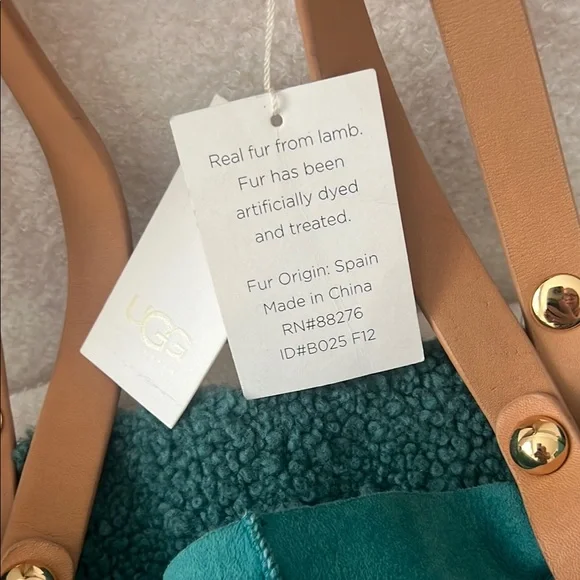 Real fur from lamb.
Fur has been
artificially dyed
and treated.
Fur Origin: Spain
Made in China
RN#88276
ID#B025 F12
UGG